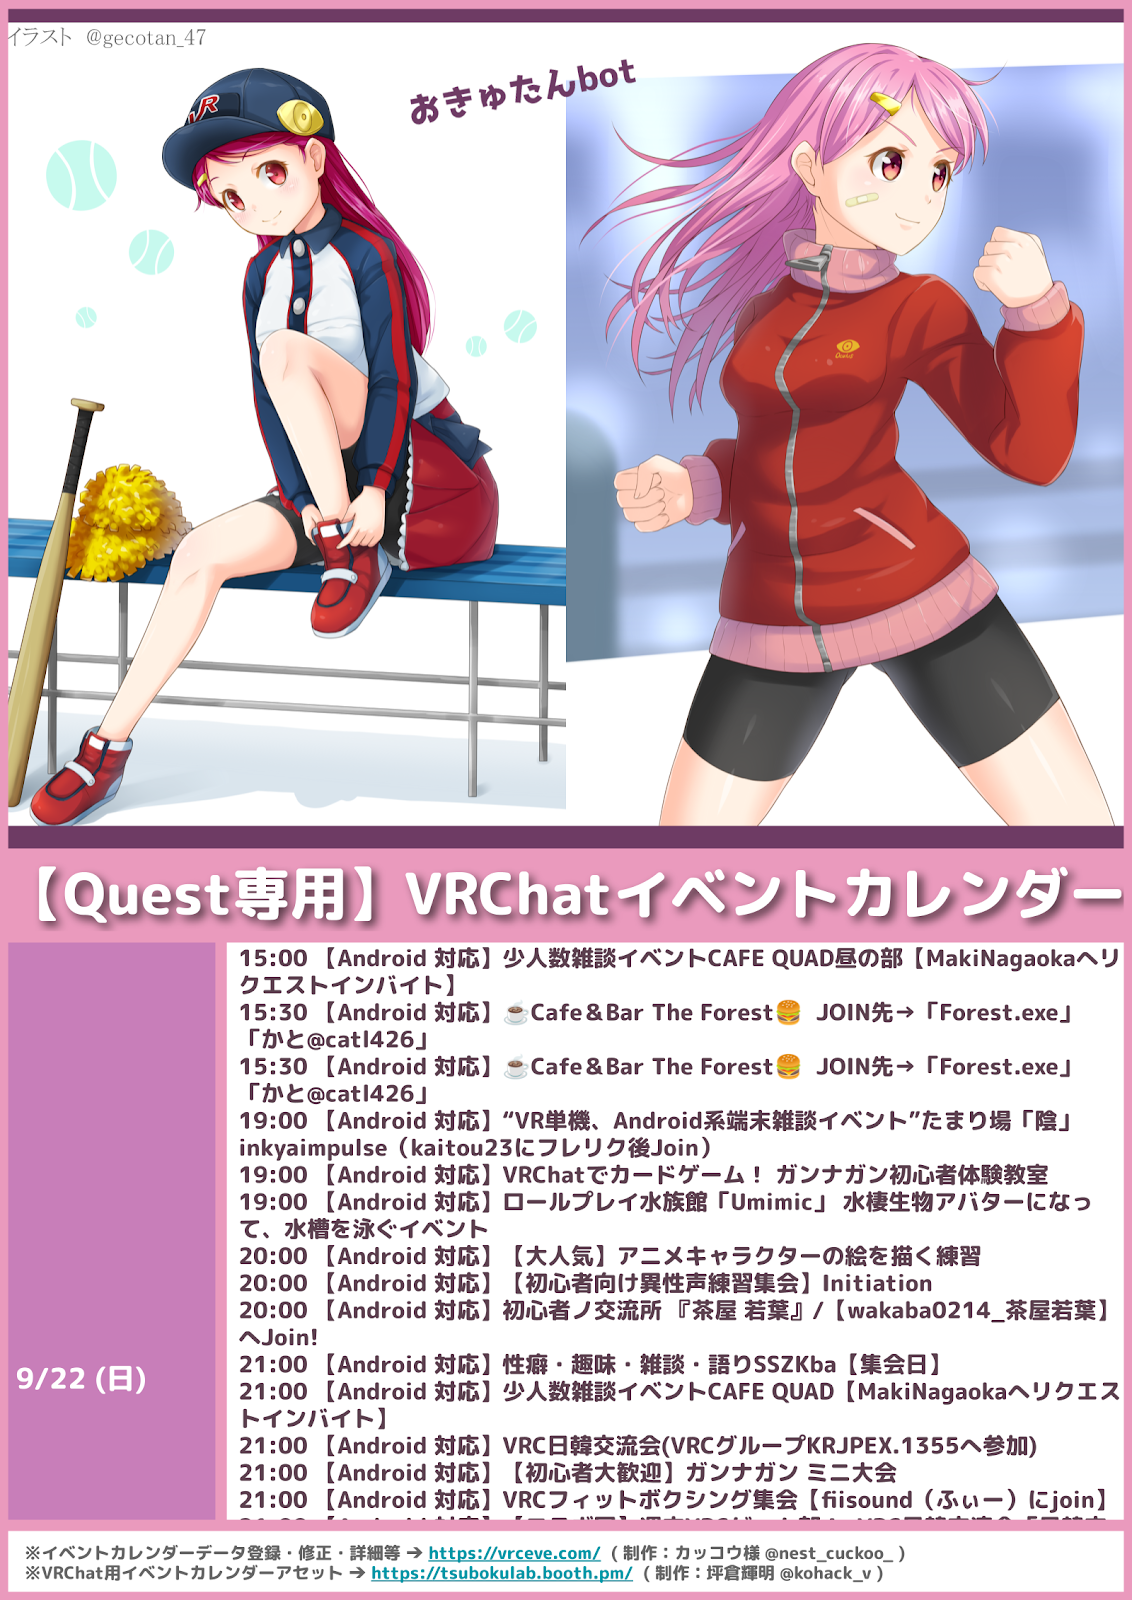 イラスト @gecotan_47
おきゅたんbot
VR
Quest
【Quest専用】VRChatイベントカレンダー
9/22 (日)
15:00 【Android 対応】少人数雑談イベントCAFE QUAD昼の部【MakiNagaokaへリ
クエストインバイト】
15:30 【Android 対応】☕Cafe＆Bar The Forest🍔 JOIN先→「Forest.exe」
「かと@catl426」
15:30 【Android 対応】☕Cafe＆Bar The Forest🍔 JOIN先→「Forest.exe」
「かと@catl426」
19:00 【Android 対応】“VR単機、Android系端末雑談イベント”たまり場「陰」
inkyaimpulse（kaitou23にフレリク後Join）
19:00 【Android 対応】VRChatでカードゲーム！ ガンナガン初心者体験教室
19:00 【Android 対応】ロールプレイ水族館「Umimic」 水棲生物アバターになっ
て、水槽を泳ぐイベント
20:00 【Android 対応】【大人気】アニメキャラクターの絵を描く練習
20:00 【Android 対応】【初心者向け異性声練習集会】Initiation
20:00 【Android 対応】初心者ノ交流所 『茶屋 若葉』/【wakaba0214_茶屋若葉】
へJoin!
21:00 【Android 対応】性癖・趣味・雑談・語りSSZKba【集会日】
21:00 【Android 対応】少人数雑談イベントCAFE QUAD【MakiNagaokaへリクエス
トインバイト】
21:00 【Android 対応】VRC日韓交流会(VRCグループKRJPEX.1355へ参加)
21:00 【Android 対応】【初心者大歓迎】ガンナガン ミニ大会
21:00 【Android 対応】VRCフィットボクシング集会【fiisound（ふぃー）にjoin】
※イベントカレンダーデータ登録・修正・詳細等 → https://vrceve.com/ ( 制作：カッコウ様 @nest_cuckoo_ )
※VRChat用イベントカレンダーアセット → https://tsubokulab.booth.pm/ ( 制作：坪倉輝明 @kohack_v )